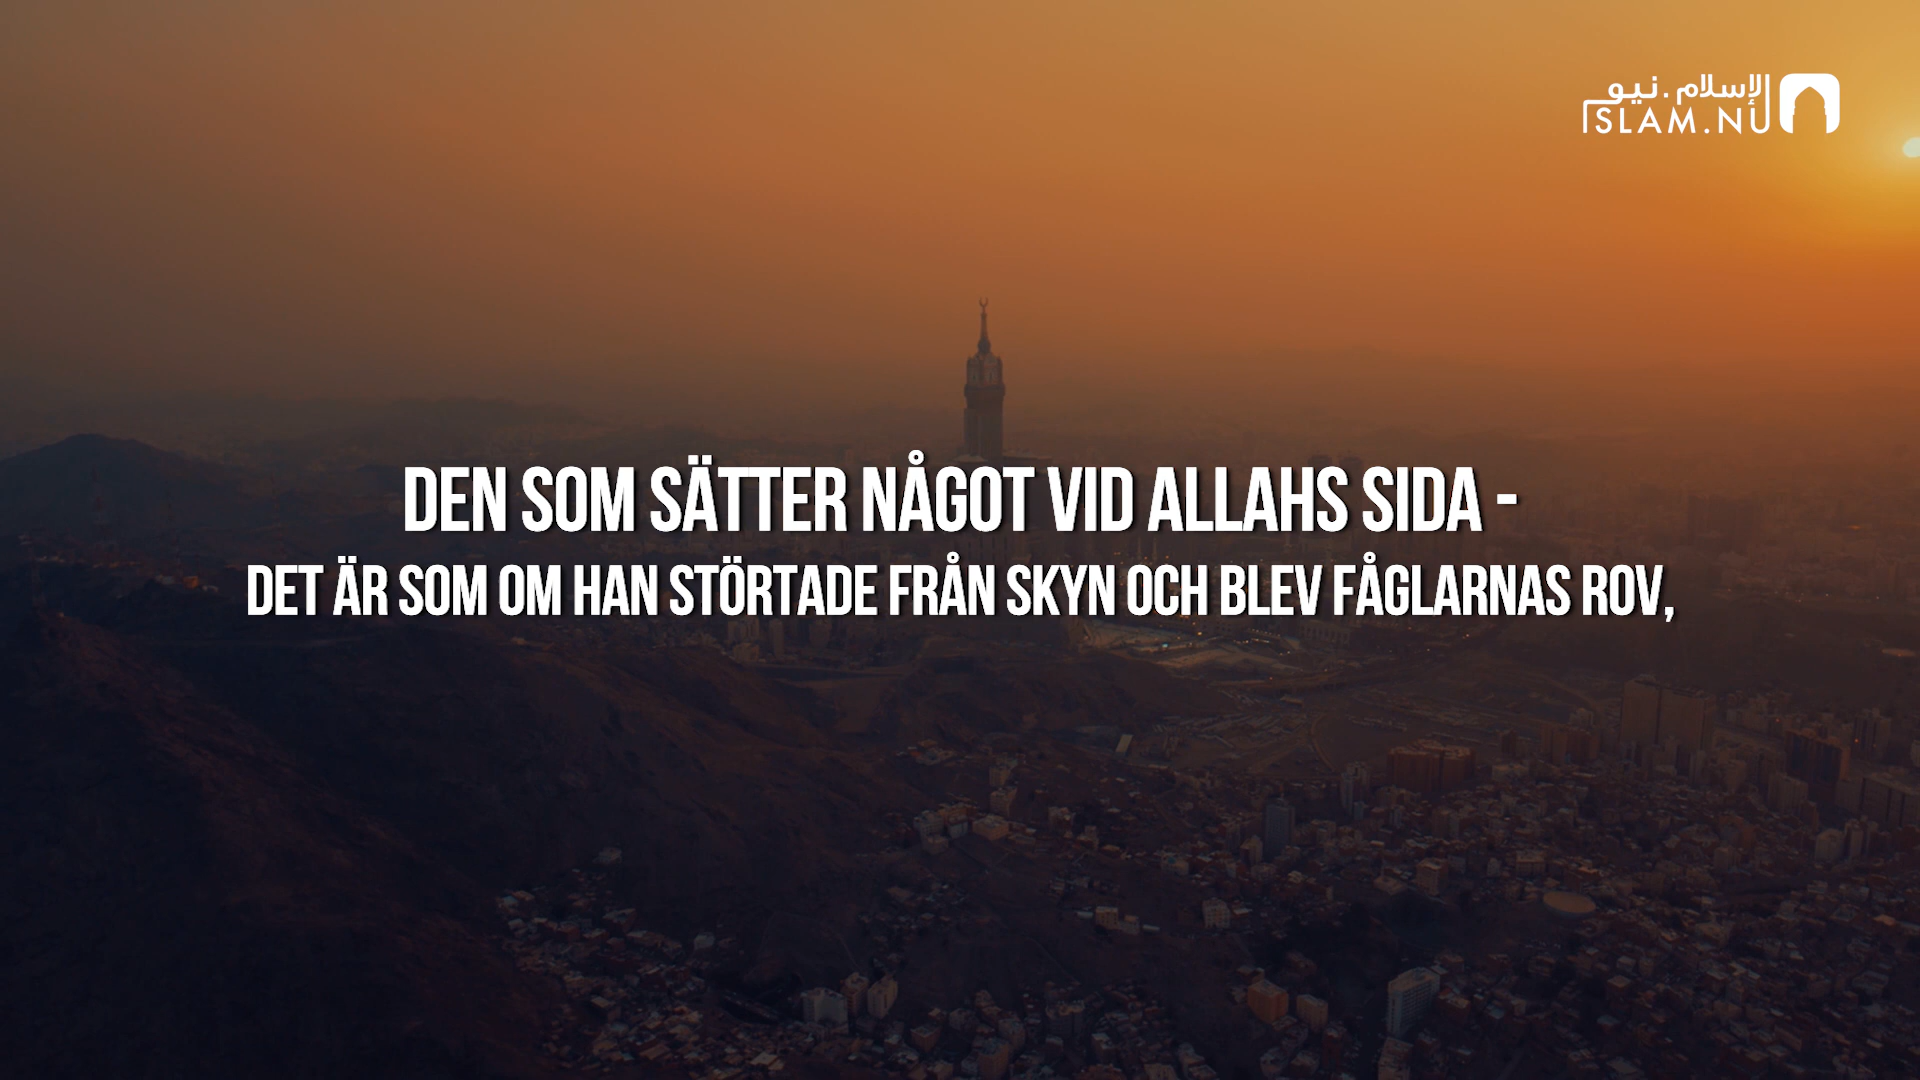 الإسلام.نيو
ISLAM.NU
DEN SOM SÄTTER NÅGOT VID ALLAHS SIDA -
DET ÄR SOM OM HAN STÖRTADE FRÅN SKYN OCH BLEV FÅGLARNAS ROV,